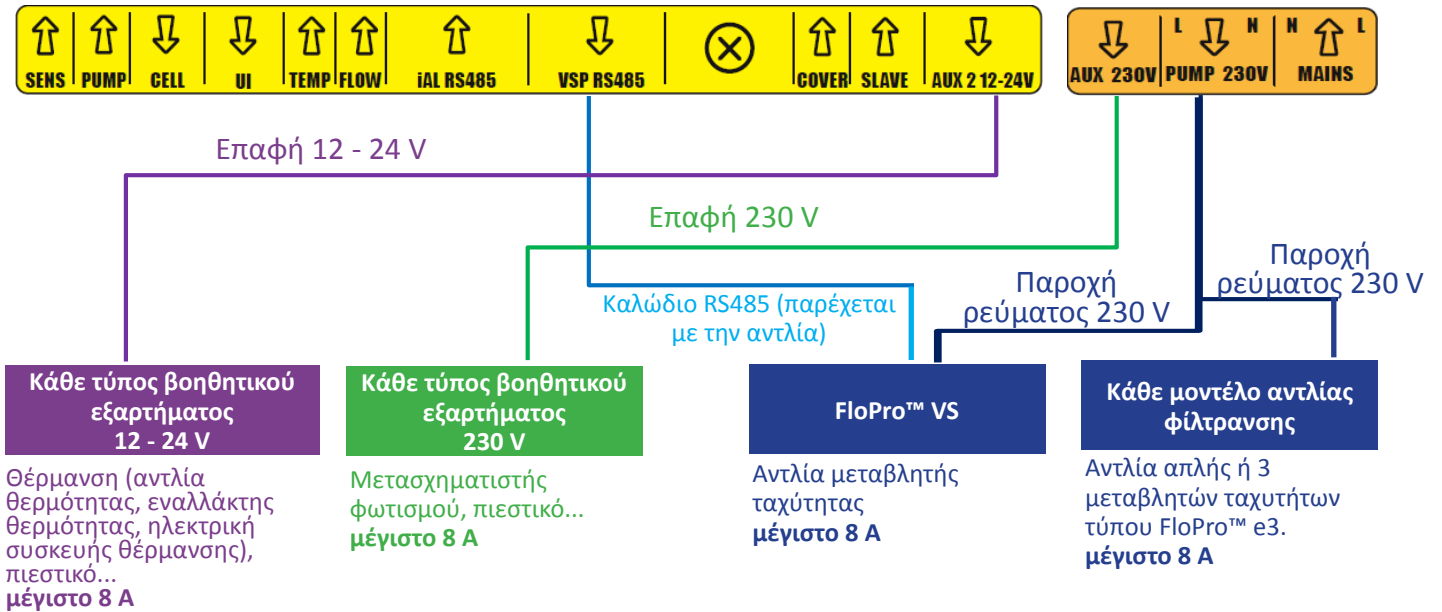 SENS PUMP CELL UI TEMP FLOW iAL RS485 VSP RS485 COVER SLAVE AUX 2 12-24V
L N N L
AUX 230V PUMP 230V MAINS
Επαφή 12 - 24 V
Επαφή 230 V
Καλώδιο RS485 (παρέχεται
με την αντλία)
Παροχή
ρεύματος 230 V
Παροχή
ρεύματος 230 V
Κάθε τύπος βοηθητικού
εξαρτήματος
12 - 24 V
Θέρμανση (αντλία
θερμότητας, εναλλάκτης
θερμότητας, ηλεκτρική
συσκευής θέρμανσης),
πιεστικό...
μέγιστο 8 A
Κάθε τύπος βοηθητικού
εξαρτήματος
230 V
Μετασχηματιστής
φωτισμού, πιεστικό...
μέγιστο 8 A
FloPro™ VS
Αντλία μεταβλητής
ταχύτητας
μέγιστο 8 A
Κάθε μοντέλο αντλίας
φίλτρανσης
Αντλία απλής ή 3
μεταβλητών ταχυτήτων
τύπου FloPro™ e3.
μέγιστο 8 A